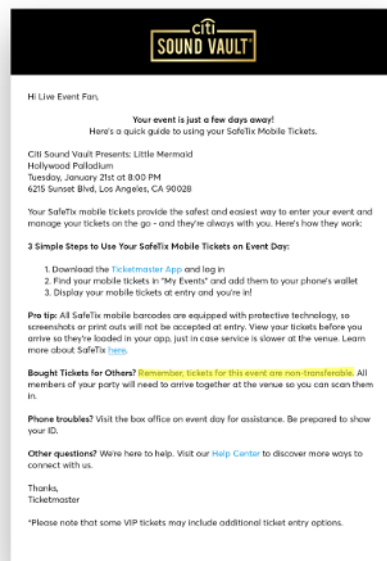 citi
SOUND VAULT
Hi Live Event Fan,
Your event is just a few days away!
Here's a quick guide to using your SafeTix Mobile Tickets.
Citi Sound Vault Presents: Little Mermaid
Hollywood Palladium
Tuesday, January 21st at 8:00 PM
6215 Sunset Blvd, Los Angeles, CA 90028
Your SafeTix mobile tickets provide the safest and easiest way to enter your event and
manage your tickets on the go - and they're always with you. Here's how they work:
3 Simple Steps to Use Your SafeTix Mobile Tickets on Event Day:
1. Download the Ticketmaster App and log in
2. Find your mobile tickets in "My Events" and add them to your phone's wallet
3. Display your mobile tickets at entry and you're in!
Pro tip: All SafeTix mobile barcodes are equipped with protective technology, so
screenshots or print outs will not be accepted at entry. View your tickets before you
arrive so they're loaded in your app, just in case service is slower at the venue. Learn
more about SafeTix here.
Bought Tickets for Others? Remember, tickets for this event are non-transferable. All
members of your party will need to arrive together at the venue so you can scan them
in.
Phone troubles? Visit the box office on event day for assistance. Be prepared to show
your ID.
Other questions? We're here to help. Visit our Help Center to discover more ways to
connect with us.
Thanks,
Ticketmaster
*Please note that some VIP tickets may include additional ticket entry options.